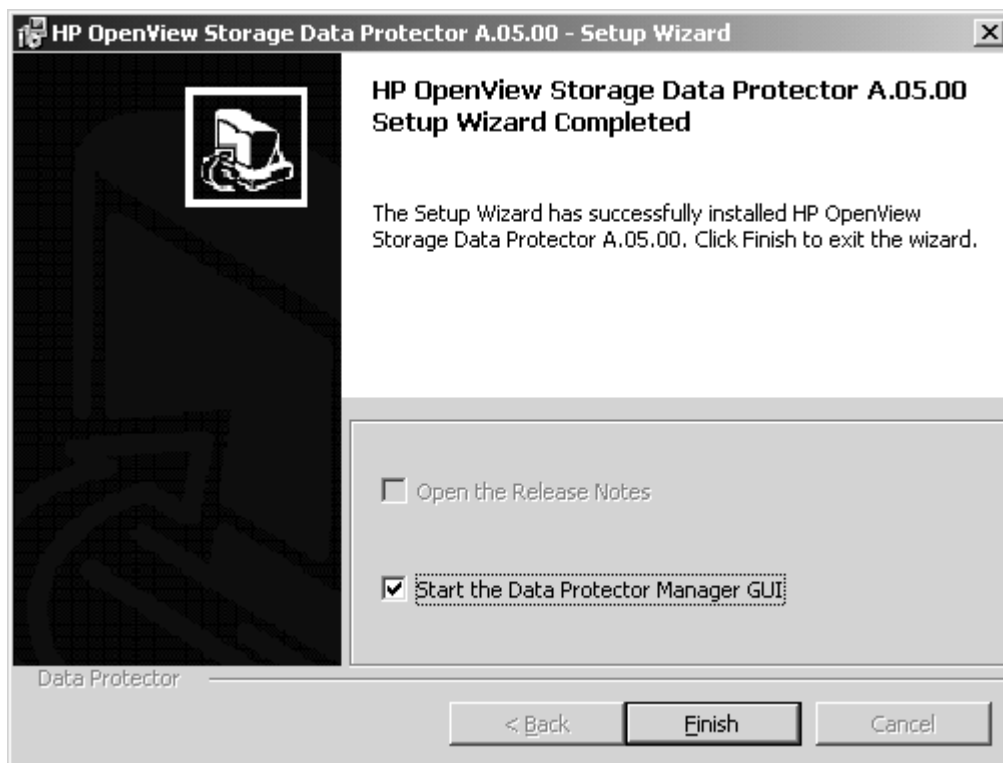 HP OpenView Storage Data Protector A.05.00 - Setup Wizard
HP OpenView Storage Data Protector A.05.00
Setup Wizard Completed
The Setup Wizard has successfully installed HP OpenView
Storage Data Protector A.05.00. Click Finish to exit the wizard.
Open the Release Notes
Start the Data Protector Manager GUI
Data Protector
< Back
Finish
Cancel